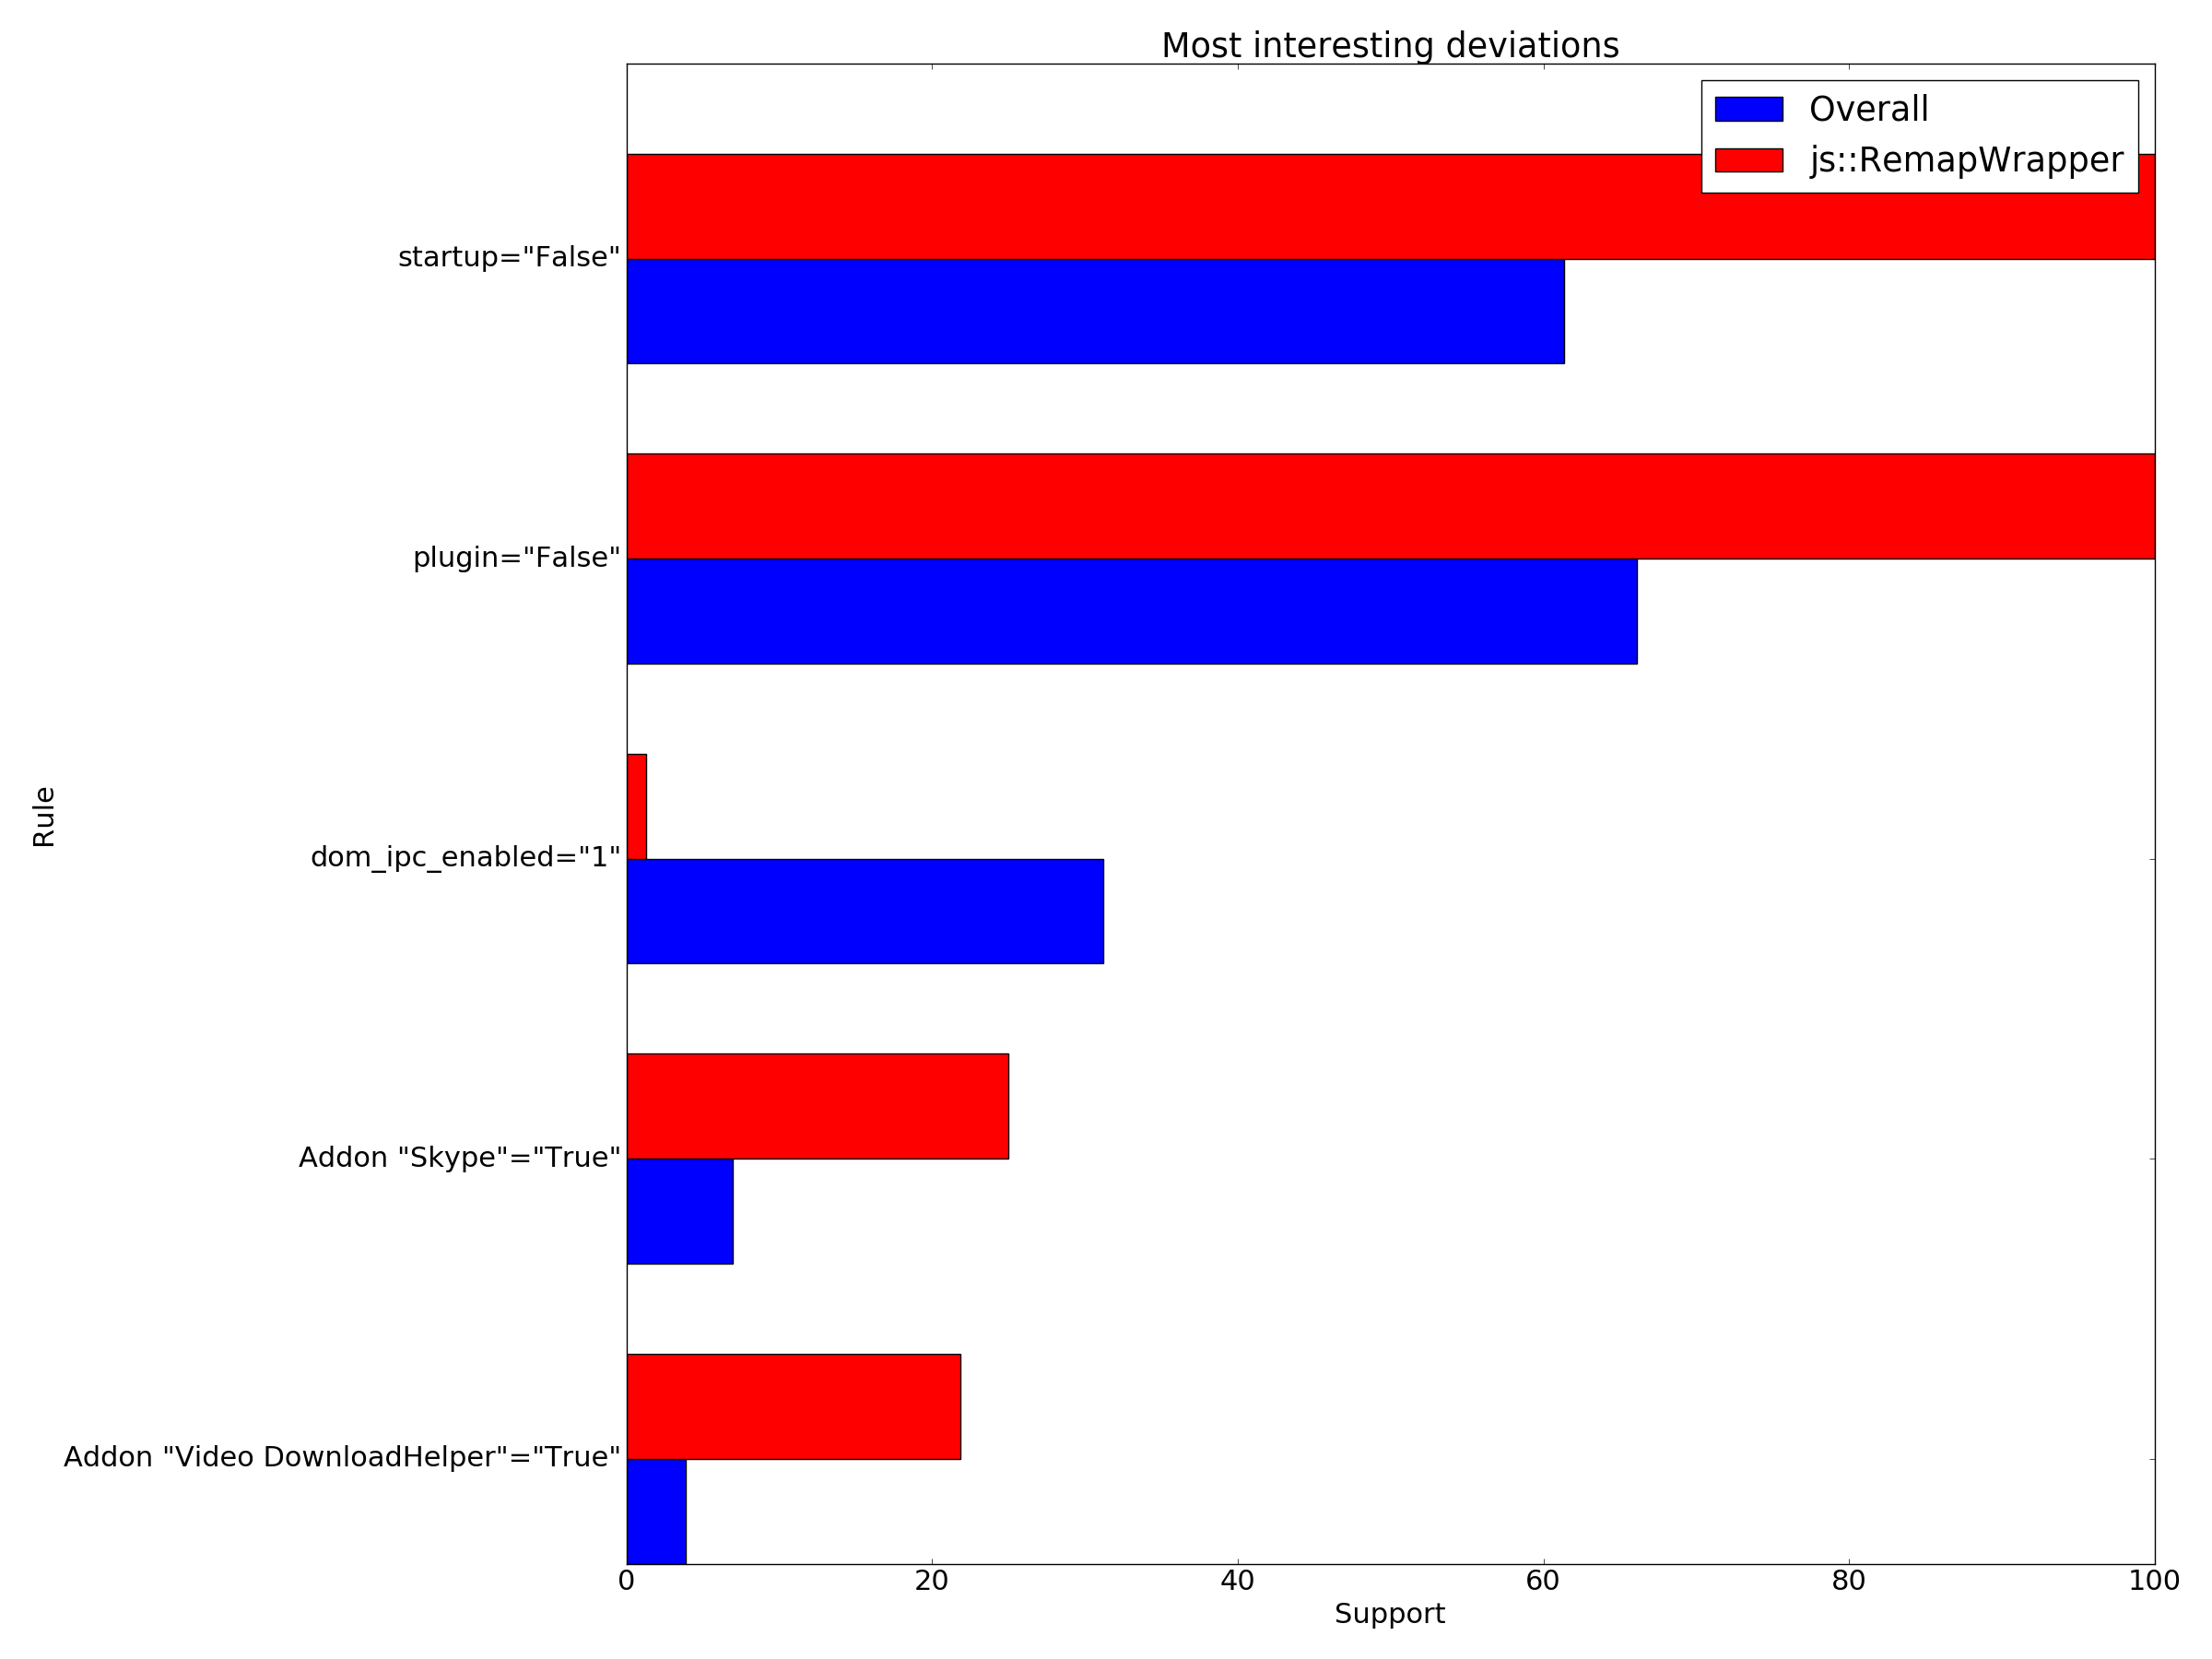 Most interesting deviations
Overall
js::RemapWrapper
startup="False"
plugin="False"
dom_ipc_enabled="1"
Addon "Skype"="True"
Addon "Video DownloadHelper"="True"
Rule
0 20 40 60 80 100
Support